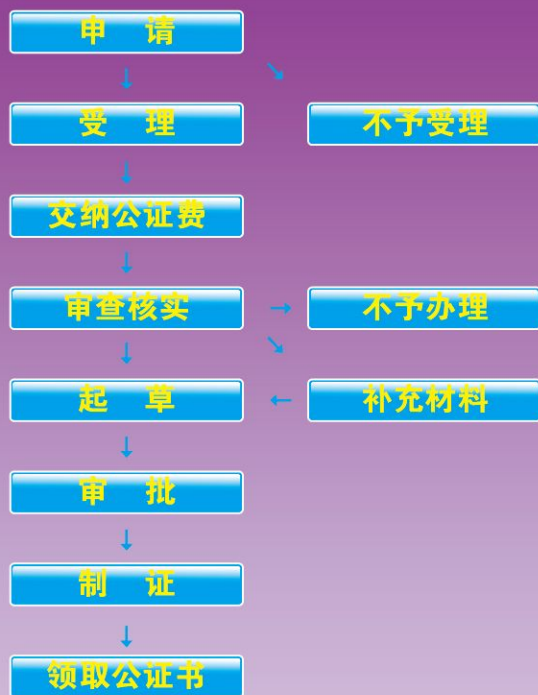 申 请
受 理
不予受理
交纳公证费
审查核实
不予办理
起 草
补充材料
审 批
制 证
领取公证书